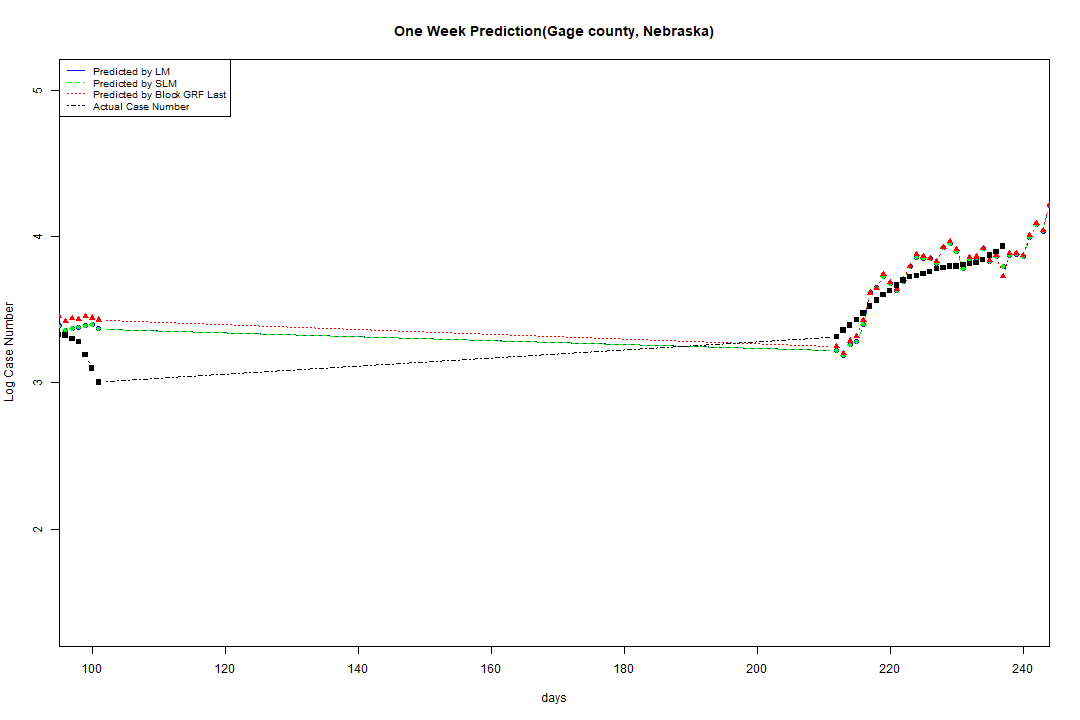 One Week Prediction(Gage county, Nebraska)
Predicted by LM
Predicted by SLM
Predicted by Block GRF Last
Actual Case Number
5
4
3
2
Log Case Number
100 120 140 160 180 200 220 240
days